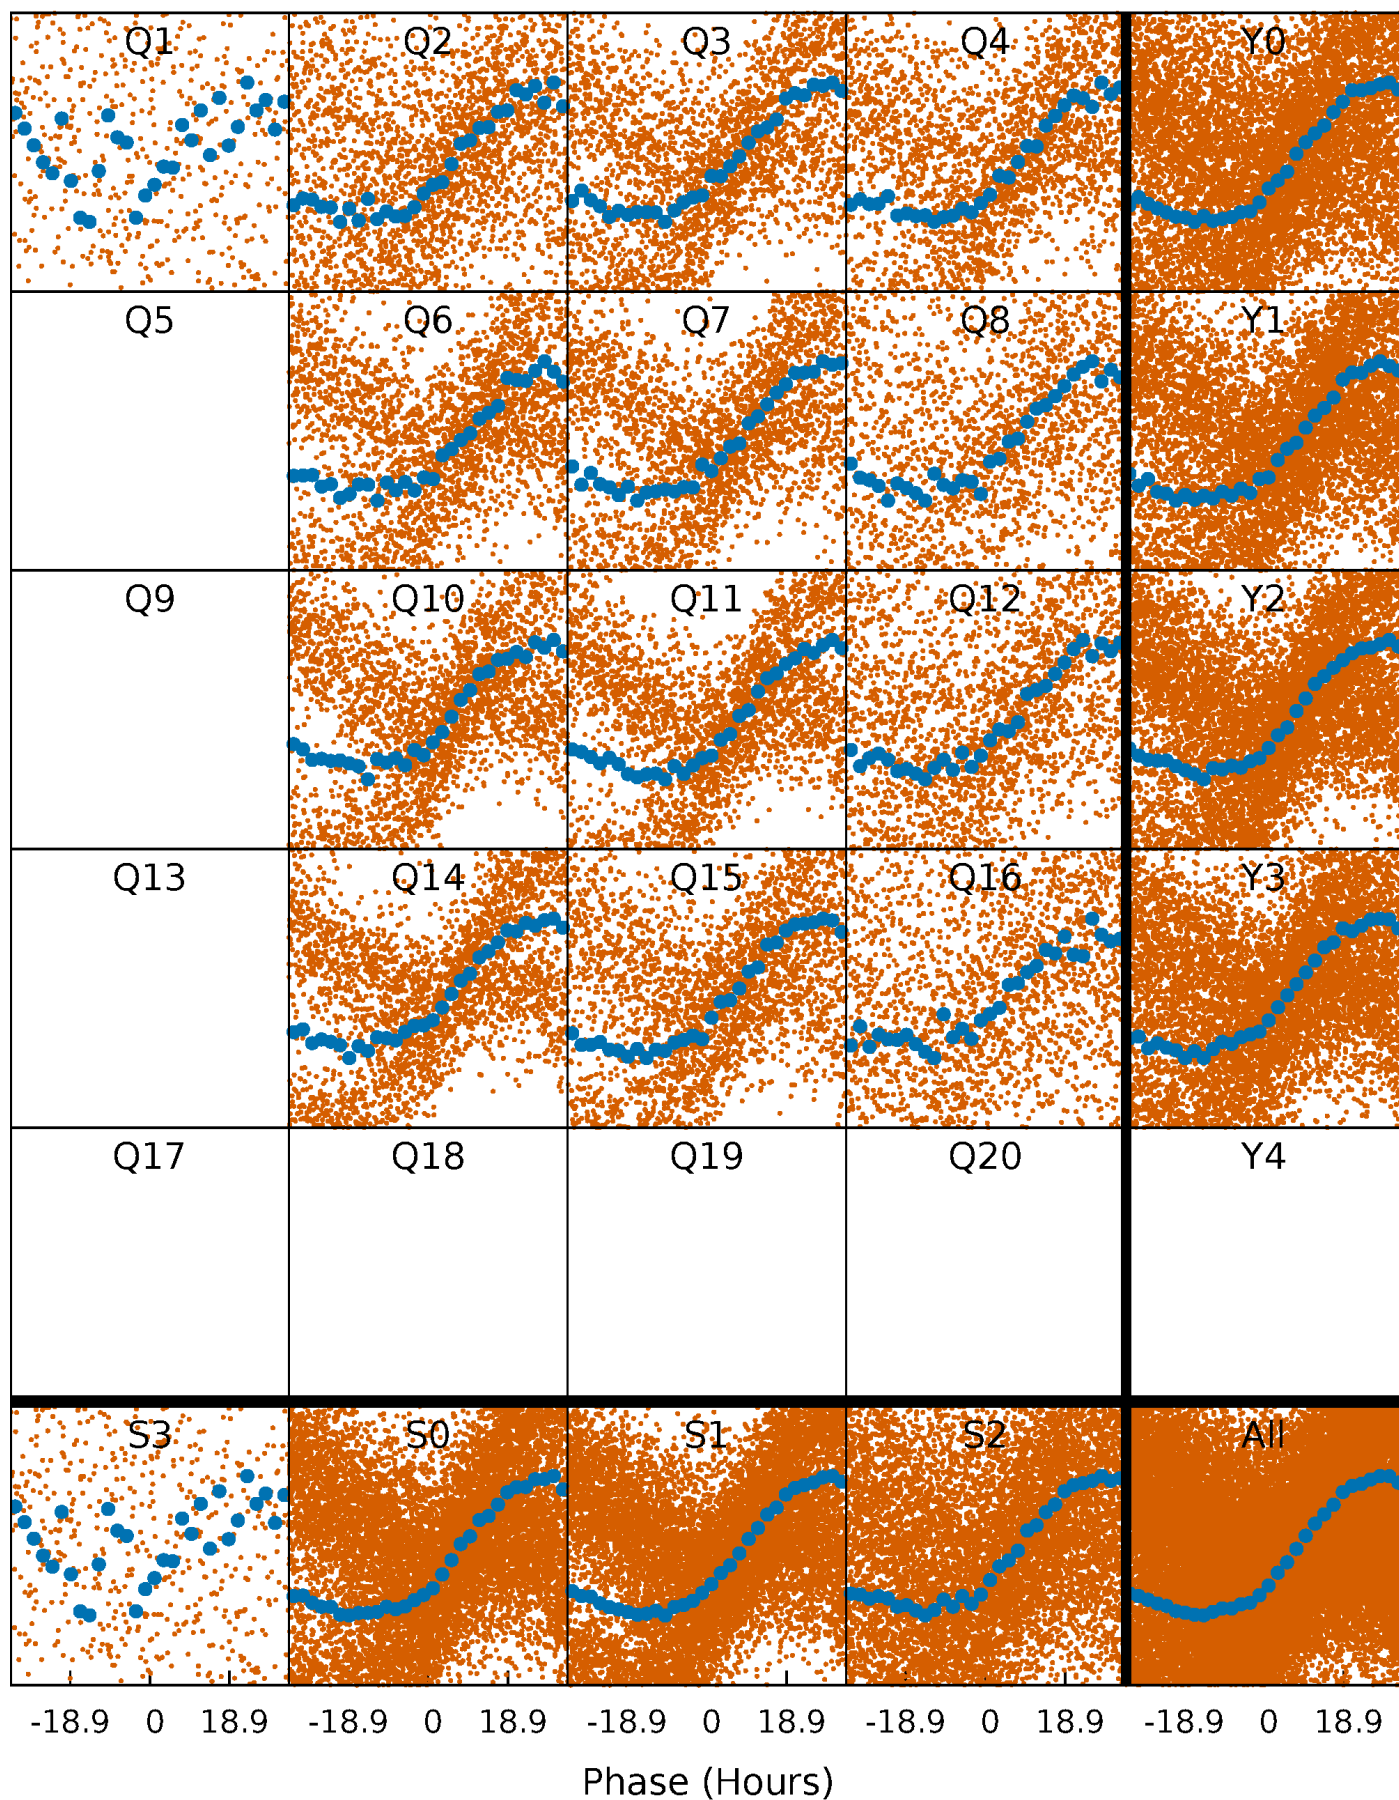 Q1 Q2 Q3 Q4 Y0
Q5 Q6 Q7 Q8 Y1
Q9 Q10 Q11 Q12 Y2
Q13 Q14 Q15 Q16 Y3
Q17 Q18 Q19 Q20 Y4
S3 S0 S1 S2 All
-18.9 0 18.9 -18.9 0 18.9 -18.9 0 18.9 -18.9 0 18.9 -18.9 0 18.9
Phase (Hours)